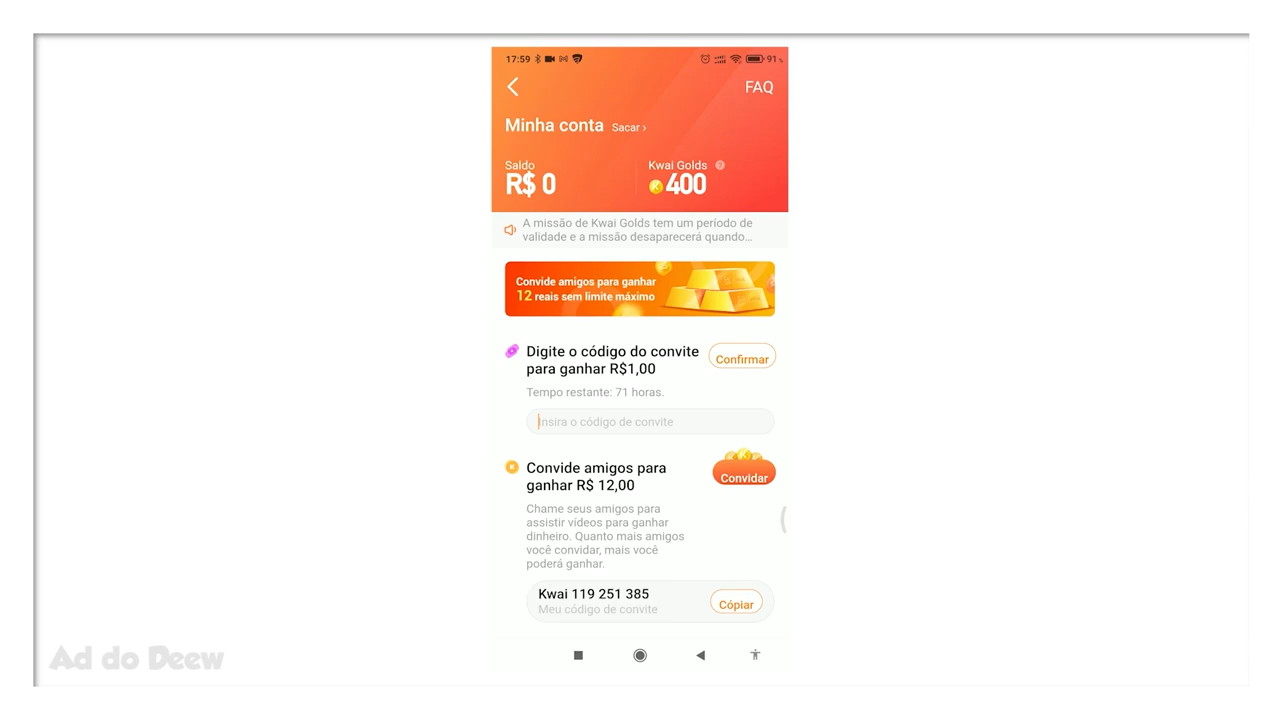 17:59
91
FAQ
Minha conta Sacar >
Saldo
R$ 0
Kwai Golds ?
400
A missão de Kwai Golds tem um período de
validade e a missão desaparecerá quando...
Convide amigos para ganhar
12 reais sem limite máximo
Digite o código do convite
para ganhar R$1,00
Confirmar
Tempo restante: 71 horas.
Insira o código de convite
Convide amigos para
ganhar R$ 12,00
Convidar
Chame seus amigos para
assistir vídeos para ganhar
dinheiro. Quanto mais amigos
você convidar, mais você
poderá ganhar.
Kwai 119 251 385
Meu código de convite
Cópiar
Ad do Deew